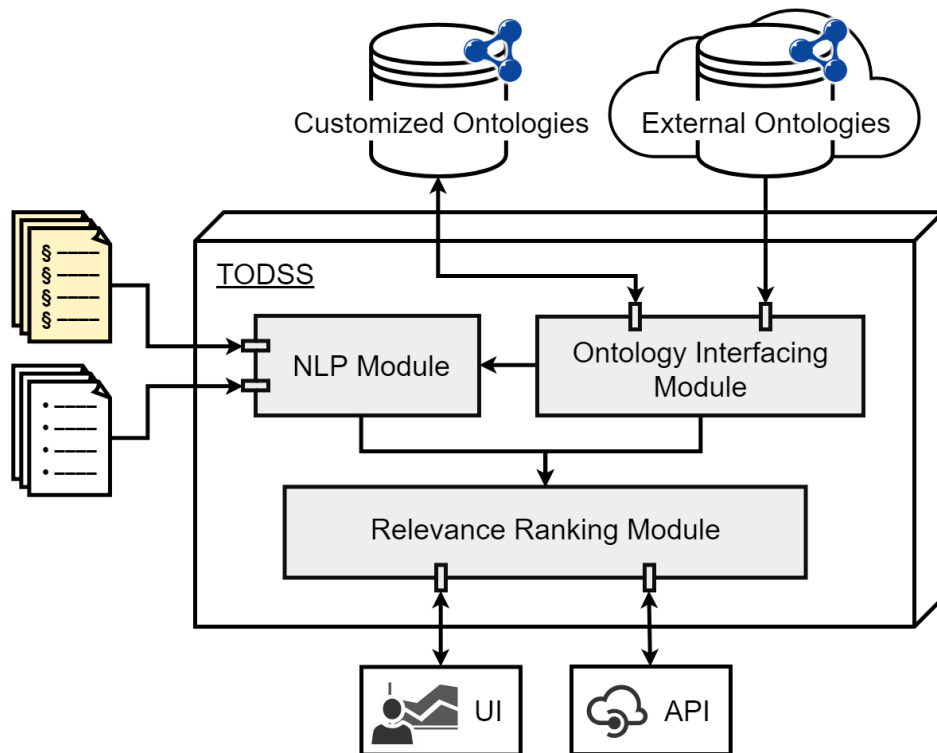 Customized Ontologies
External Ontologies
TODSS
§
§
§
§
NLP Module
Ontology Interfacing
Module
Relevance Ranking Module
UI
API